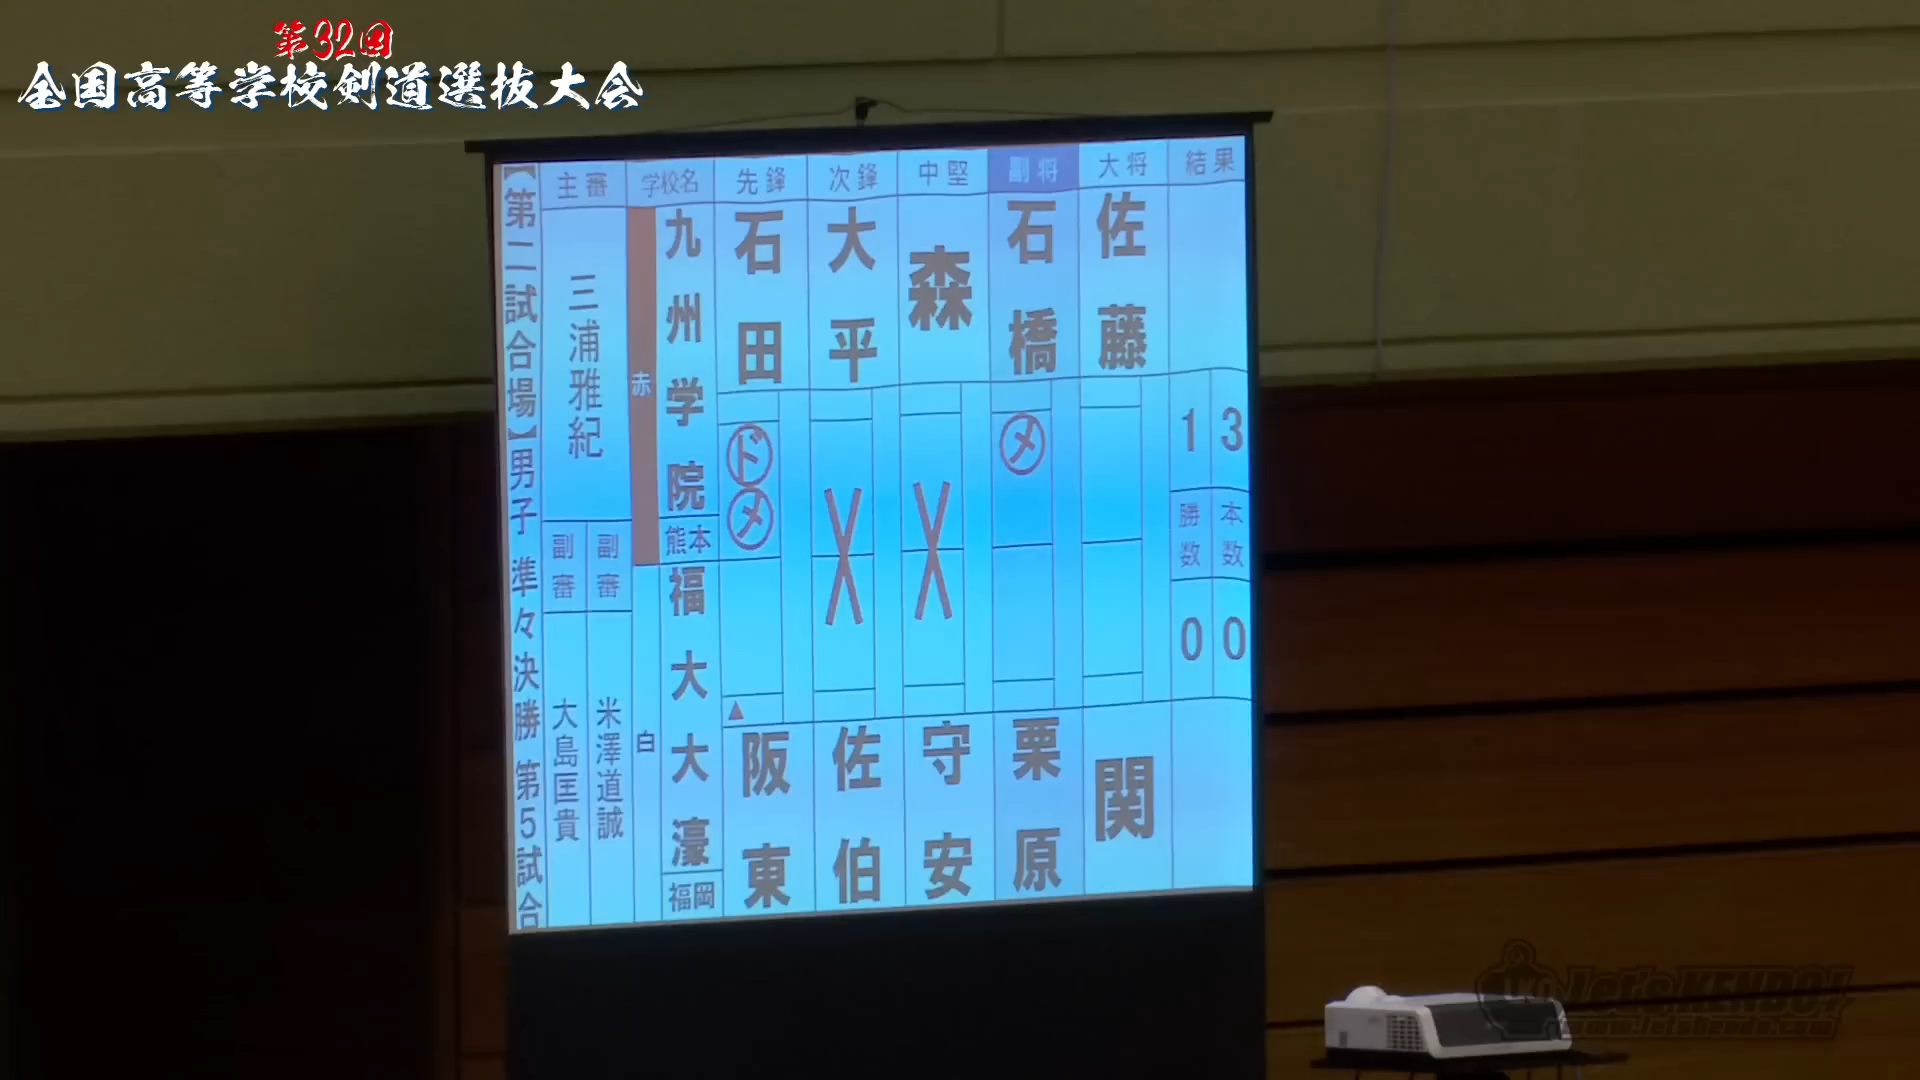 第32回
全国高等学校剣道選抜大会
【第二試合場】男子 準々決勝 第5試合
主審
三浦雅紀
副審
副審
大島匡貴
米澤道誠
学校名
赤
九州学院
熊本
白
福大大濠
福岡
先鋒
石田
ド
メ
▲
阪東
次鋒
大平
佐伯
中堅
森
守安
副将
石橋
メ
栗原
大将
佐藤
関
結果
1 3
勝数 本数
0 0
Let's KENDO!
www.letskendo.com